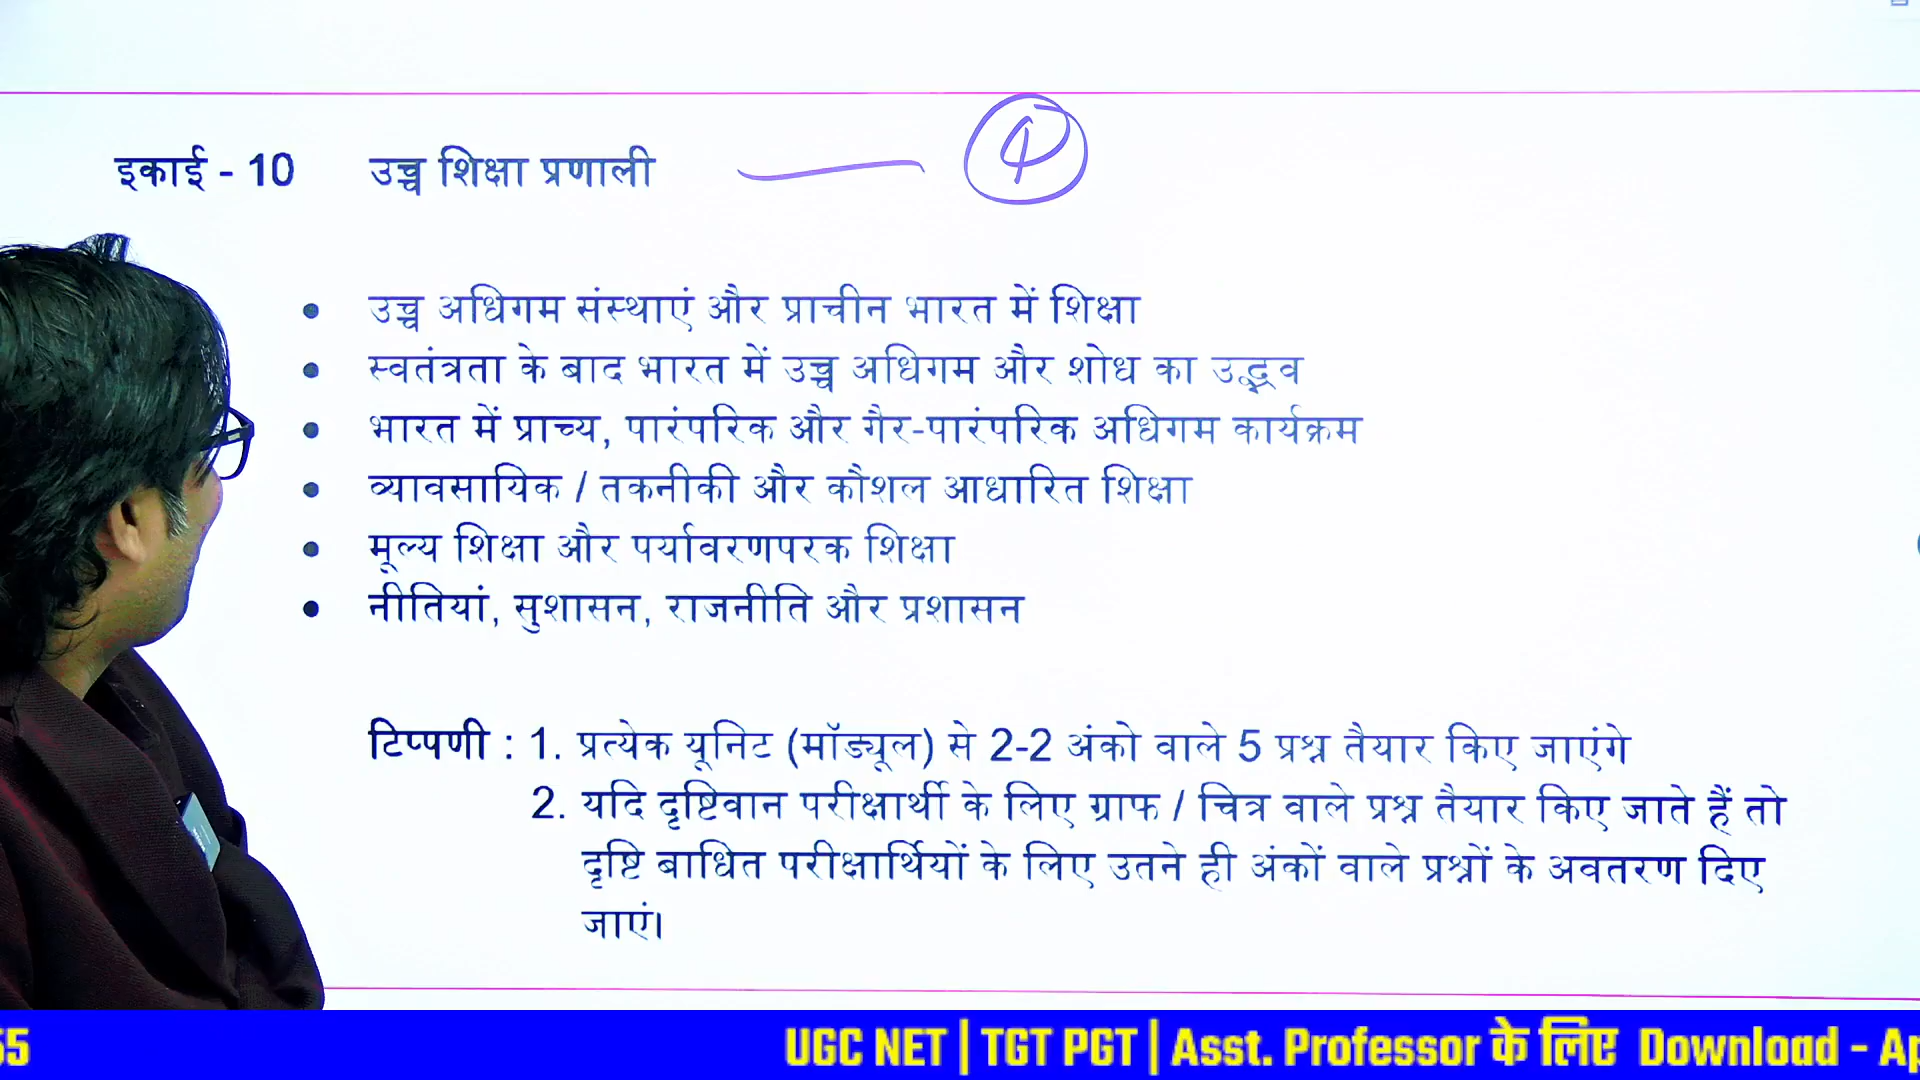 इकाई - 10 उच्च शिक्षा प्रणाली
• उच्च अधिगम संस्थाएं और प्राचीन भारत में शिक्षा
• स्वतंत्रता के बाद भारत में उच्च अधिगम और शोध का उद्भव
• भारत में प्राच्य, पारंपरिक और गैर-पारंपरिक अधिगम कार्यक्रम
• व्यावसायिक / तकनीकी और कौशल आधारित शिक्षा
• मूल्य शिक्षा और पर्यावरणपरक शिक्षा
• नीतियां, सुशासन, राजनीति और प्रशासन
टिप्पणी : 1. प्रत्येक यूनिट (मॉड्यूल) से 2-2 अंको वाले 5 प्रश्न तैयार किए जाएंगे
2. यदि दृष्टिवान परीक्षार्थी के लिए ग्राफ / चित्र वाले प्रश्न तैयार किए जाते हैं तो
दृष्टि बाधित परीक्षार्थियों के लिए उतने ही अंकों वाले प्रश्नों के अवतरण दिए
जाएं।
55 UGC NET | TGT PGT | Asst. Professor के लिए Download - Ap